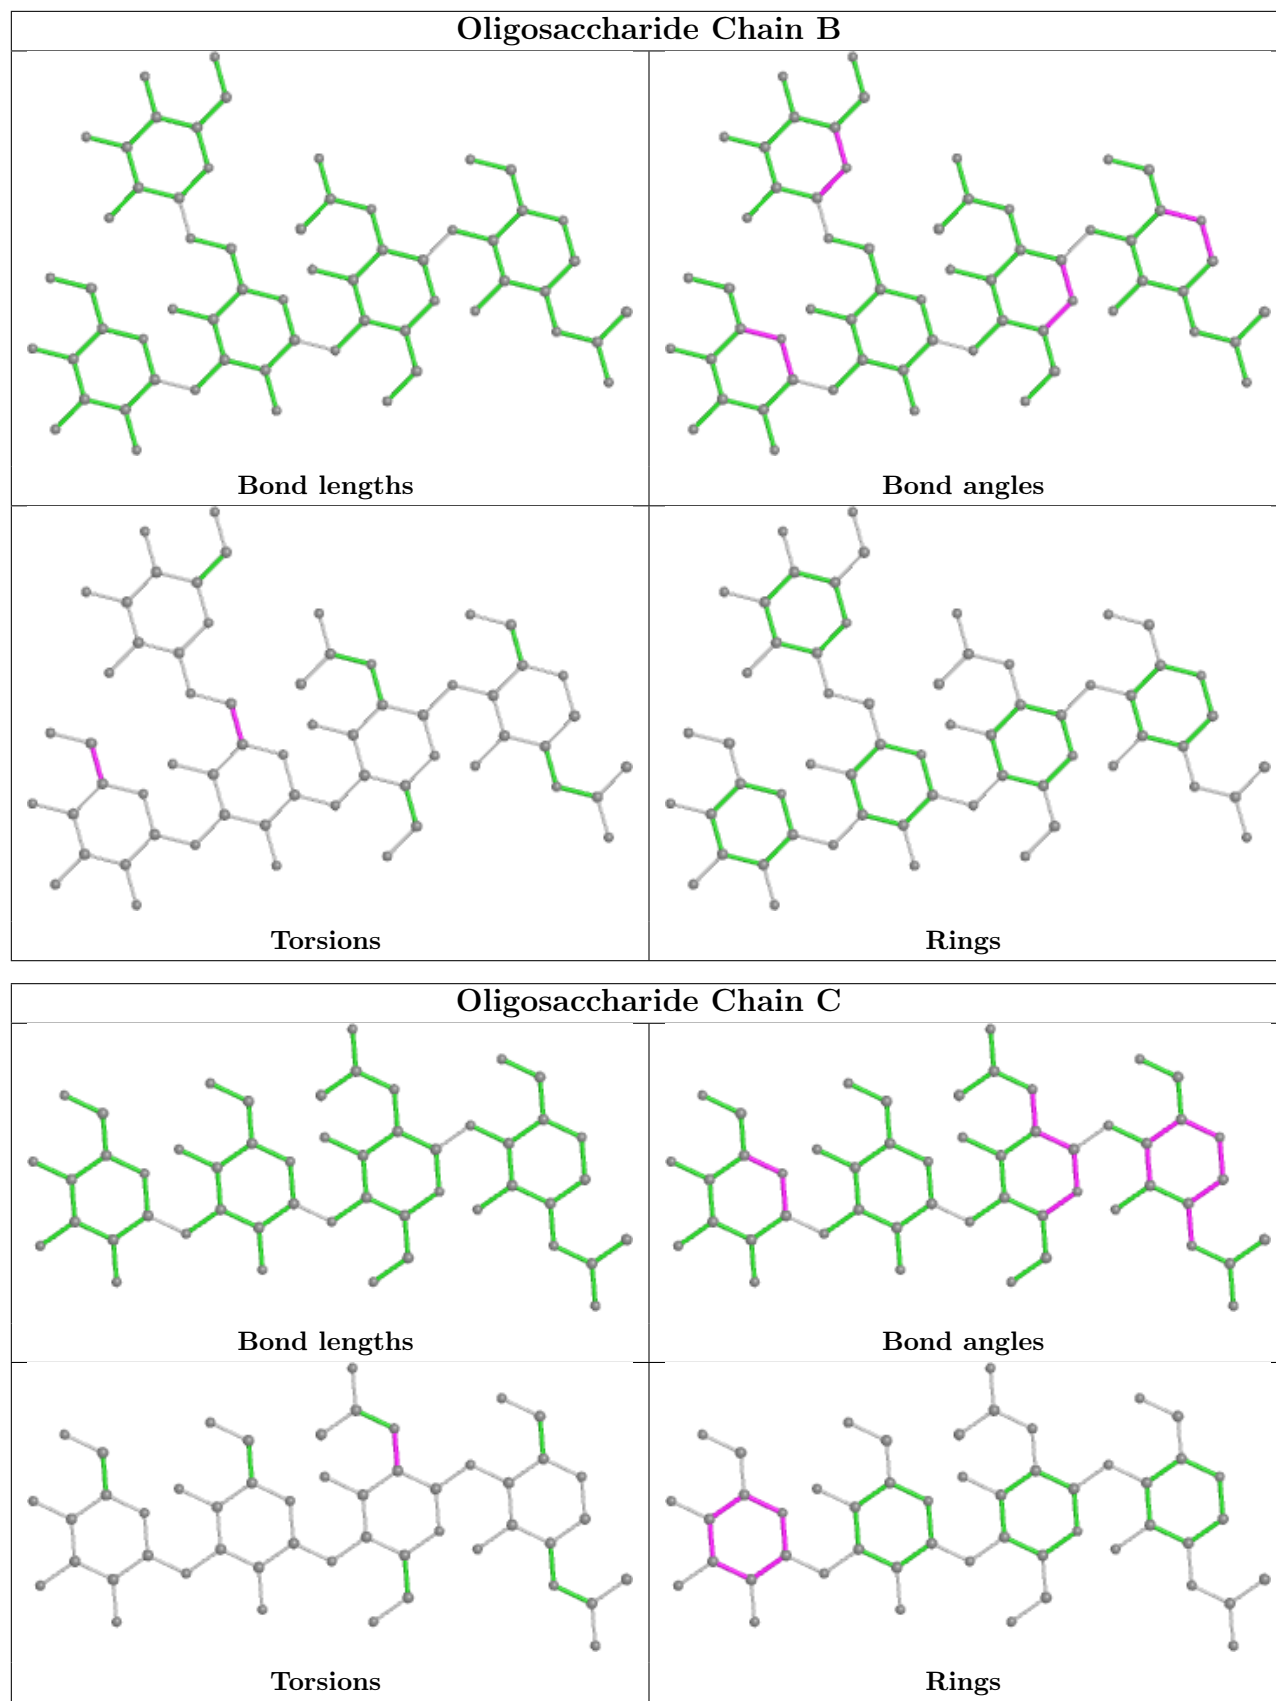 Oligosaccharide Chain B
Bond lengths
Bond angles
Torsions
Rings
Oligosaccharide Chain C
Bond lengths
Bond angles
Torsions
Rings